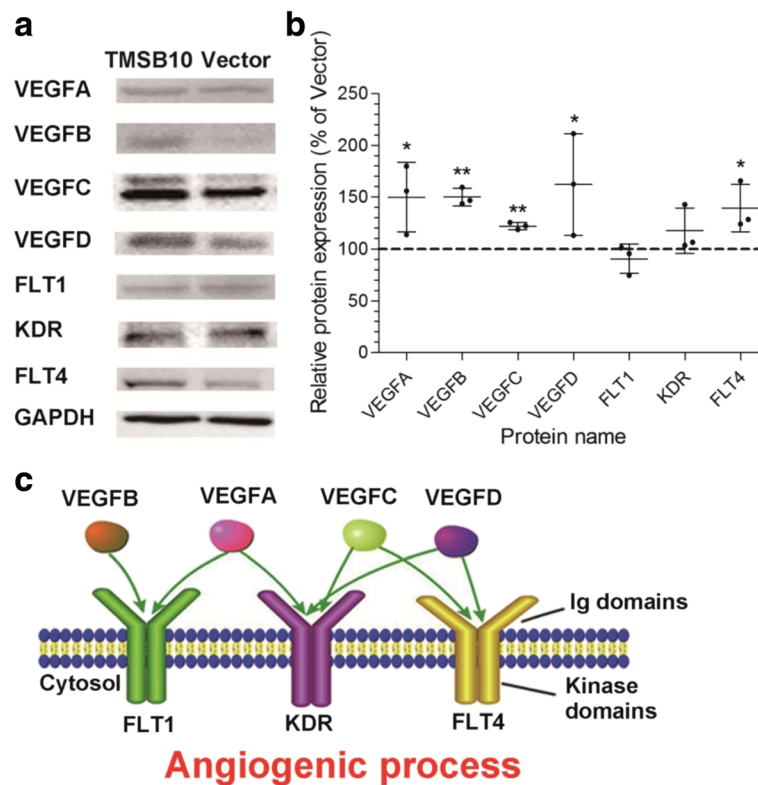 a
TMSB10 Vector
VEGFA
VEGFB
VEGFC
VEGFD
FLT1
KDR
FLT4
GAPDH
b
Relative protein expression (% of Vector)
250
200
150
100
50
0
* ** ** * *
VEGFA VEGFB VEGFC VEGFD FLT1 KDR FLT4
Protein name
c
VEGFB VEGFA VEGFC VEGFD
Ig domains
Cytosol
Kinase
domains
FLT1 KDR FLT4
Angiogenic process